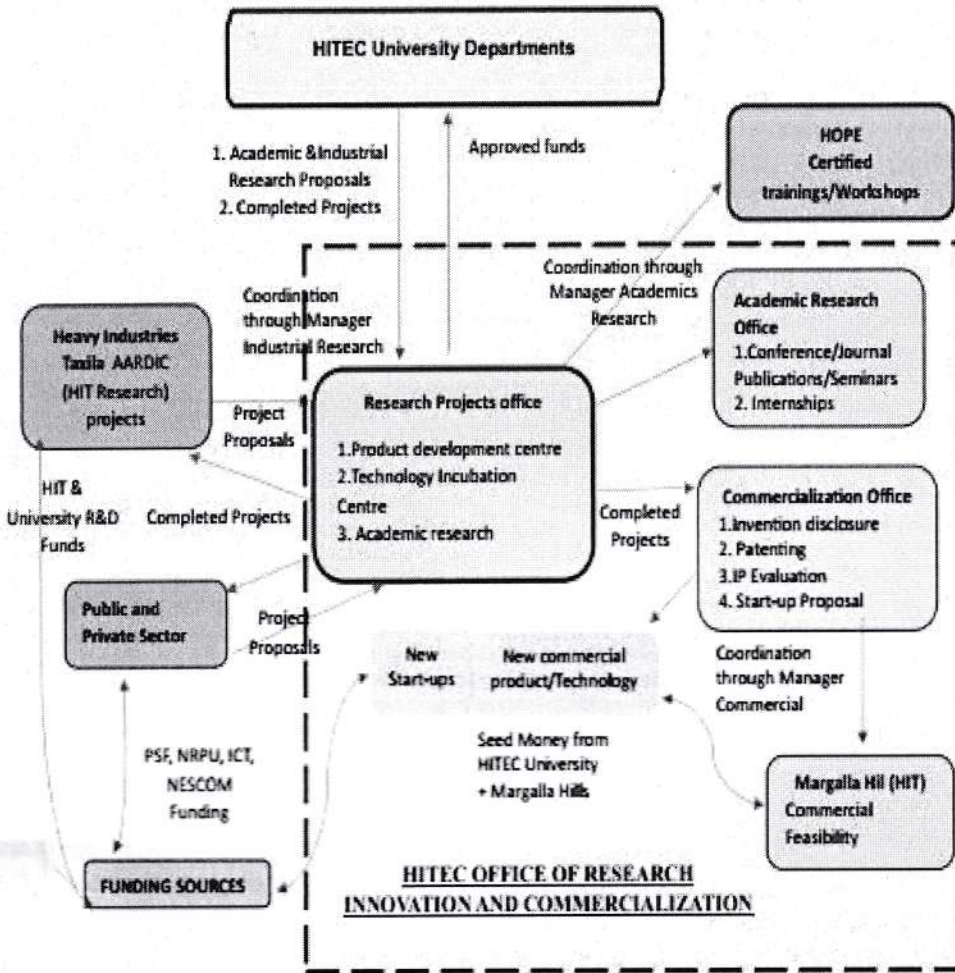 HITEC University Departments
1. Academic &Industrial
Research Proposals
2. Completed Projects
Approved funds
HOPE
Certified
trainings/Workshops
Coordination
through Manager
Industrial Research
Coordination through
Manager Academics
Research
Academic Research
Office
1.Conference/Journal
Publications/Seminars
2. Internships
Heavy Industries
Taxila AARDIC
(HIT Research)
projects
Project
Proposals
Research Projects office
1.Product development centre
2.Technology Incubation
Centre
3. Academic research
HIT &
University R&D
Funds
Completed Projects
Completed
Projects
Commercialization Office
1.Invention disclosure
2. Patenting
3.IP Evaluation
4. Start-up Proposal
Public and
Private Sector
Project
Proposals
New
Start-ups
New commercial
product/Technology
Coordination
through Manager
Commercial
PSF, NRPU, ICT,
NESCOM
Funding
Seed Money from
HITEC University
+ Margalla Hills
Margalla Hil (HIT)
Commercial
Feasibility
FUNDING SOURCES
HITEC OFFICE OF RESEARCH
INNOVATION AND COMMERCIALIZATION